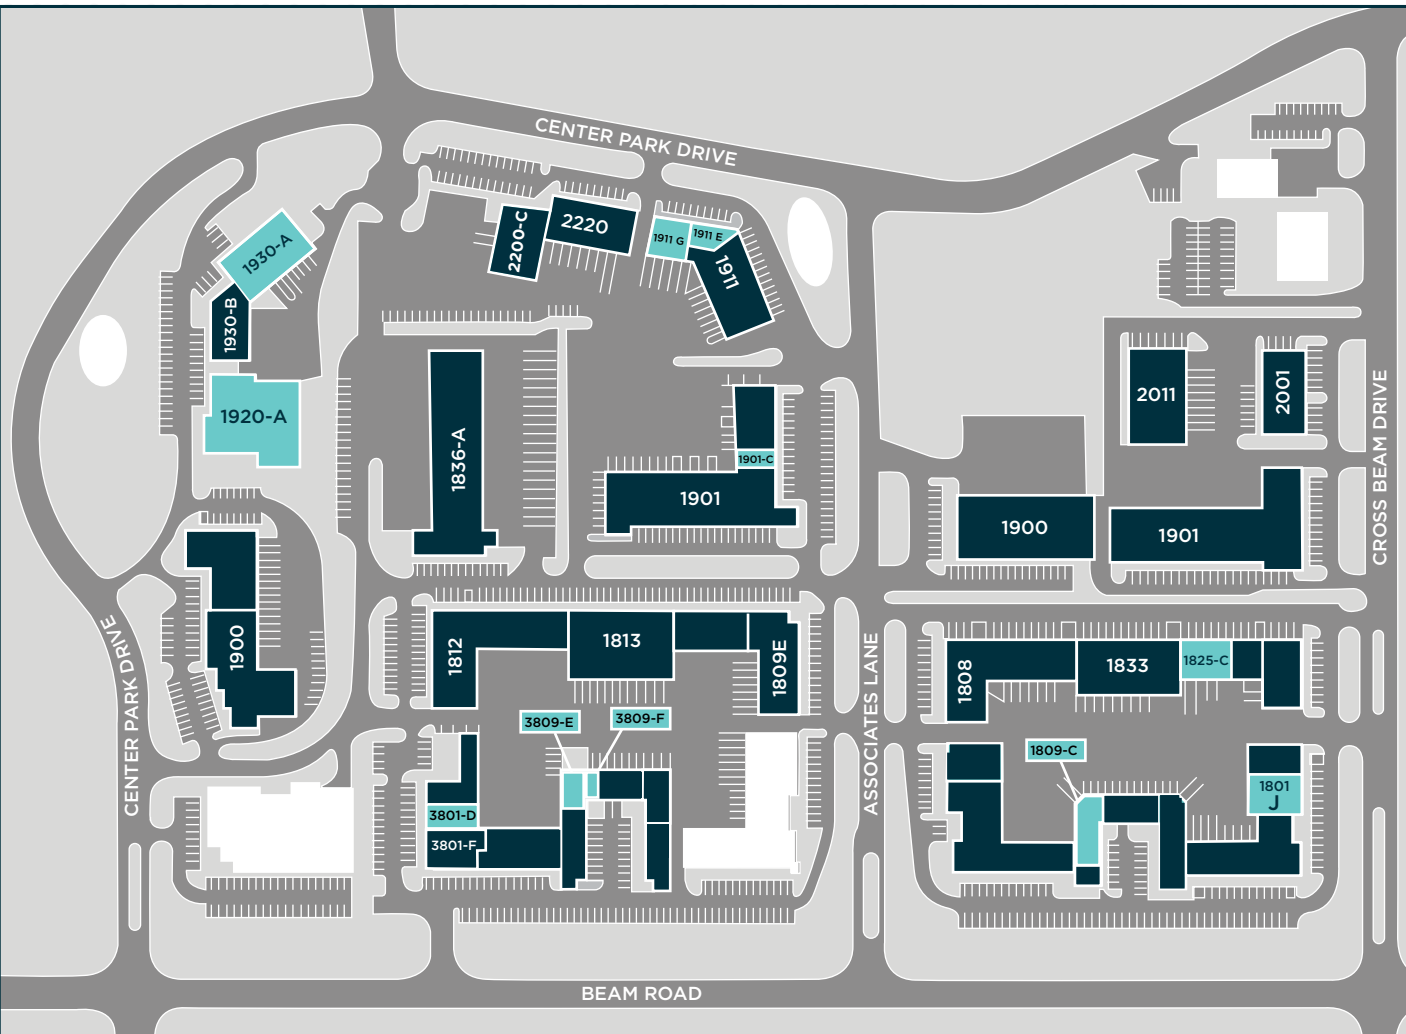 CENTER PARK DRIVE
2220
2200-C
1911 G
1911 E
1911
1930-A
1930-B
1920-A
1836-A
1901-C
1901
2011
2001
CROSS BEAM DRIVE
1900
1901
1900
CENTER PARK DRIVE
1812
1813
1809E
ASSOCIATES LANE
1808
1833
1825-C
3809-E
3809-F
1809-C
3801-D
3801-F
1801
J
BEAM ROAD